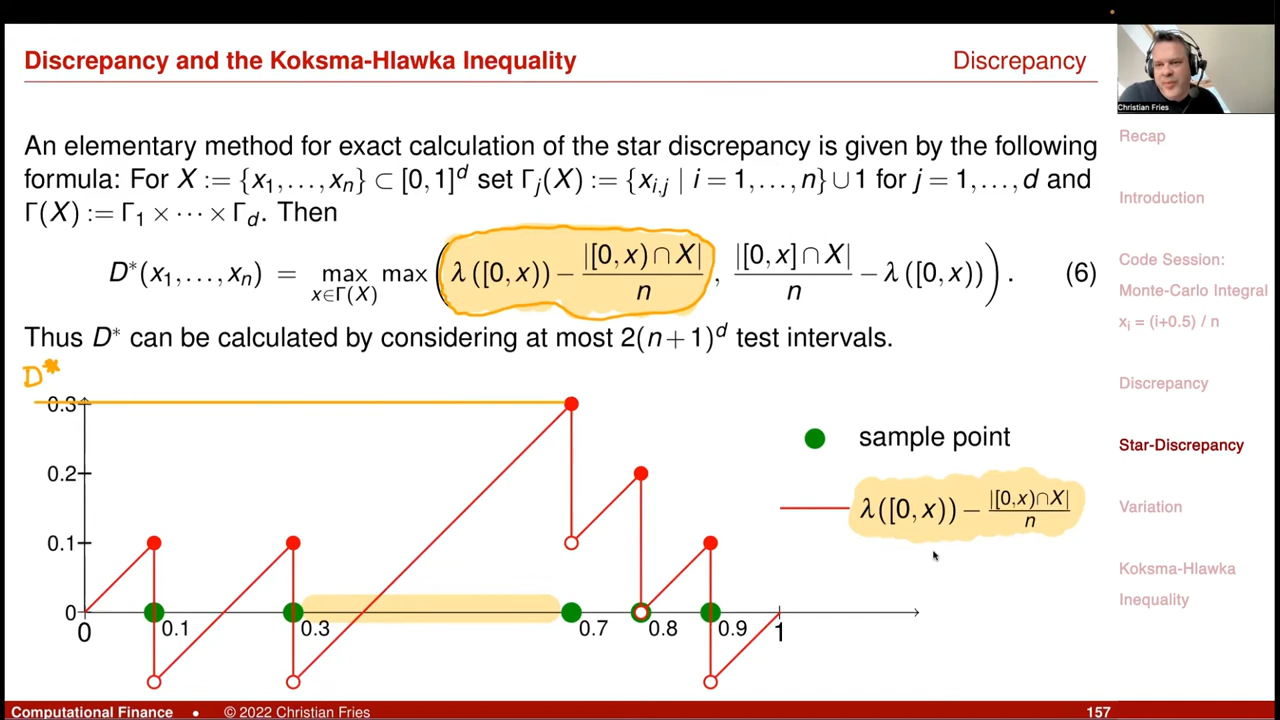 Discrepancy and the Koksma-Hlawka Inequality Discrepancy
Christian Fries
An elementary method for exact calculation of the star discrepancy is given by the following
formula: For X := {x₁,…,xₙ} ⊂ [0,1]ᵈ set Γⱼ(X) := {xᵢ,ⱼ | i = 1,…,n} ∪ 1 for j = 1,…,d and
Γ(X) := Γ₁ × ⋯ × Γ_d. Then
D*(x₁,…,xₙ) = max_{x∈Γ(X)} max ( λ([0,x)) − |[0,x) ∩ X| / n , |[0,x] ∩ X| / n − λ([0,x)) ) . (6)
Thus D* can be calculated by considering at most 2(n+1)ᵈ test intervals.
D*
0.3
0.2
0.1
0
0 0.1 0.3 0.7 0.8 0.9 1
sample point
λ([0,x)) − |[0,x)∩X| / n
Recap
Introduction
Code Session:
Monte-Carlo Integral
xᵢ = (i+0.5) / n
Discrepancy
Star-Discrepancy
Variation
Koksma-Hlawka
Inequality
Computational Finance • © 2022 Christian Fries 157